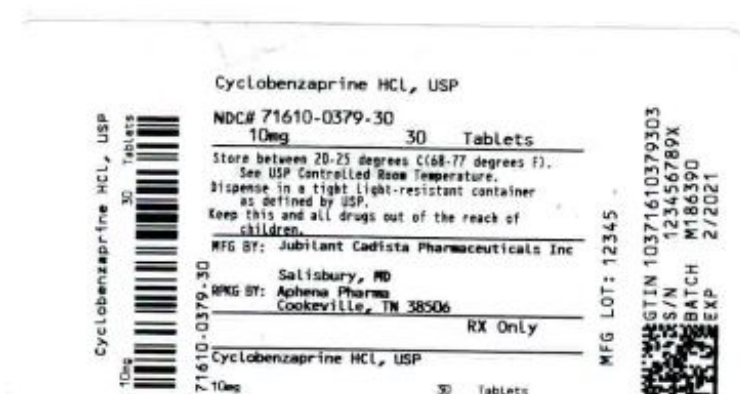 Cyclobenzaprine HCl, USP
NDC# 71610-0379-30
10mg 30 Tablets
Store between 20-25 degrees C(68-77 degrees F).
See USP Controlled Room Temperature.
Dispense in a tight light-resistant container
as defined by USP.
Keep this and all drugs out of the reach of
children.
MFG BY: Jubilant Cadista Pharmaceuticals Inc
Salisbury, MD
RPKG BY: Aphena Pharma
Cookeville, TN 38506
RX Only
Cyclobenzaprine HCl, USP
10mg 30 Tablets
Cyclobenzaprine HCl, USP
10mg 30 Tablets
71610-0379-30
MFG LOT: 12345
GTIN 10371610379303
S/N 123456789X
BATCH M186390
EXP 2/2021